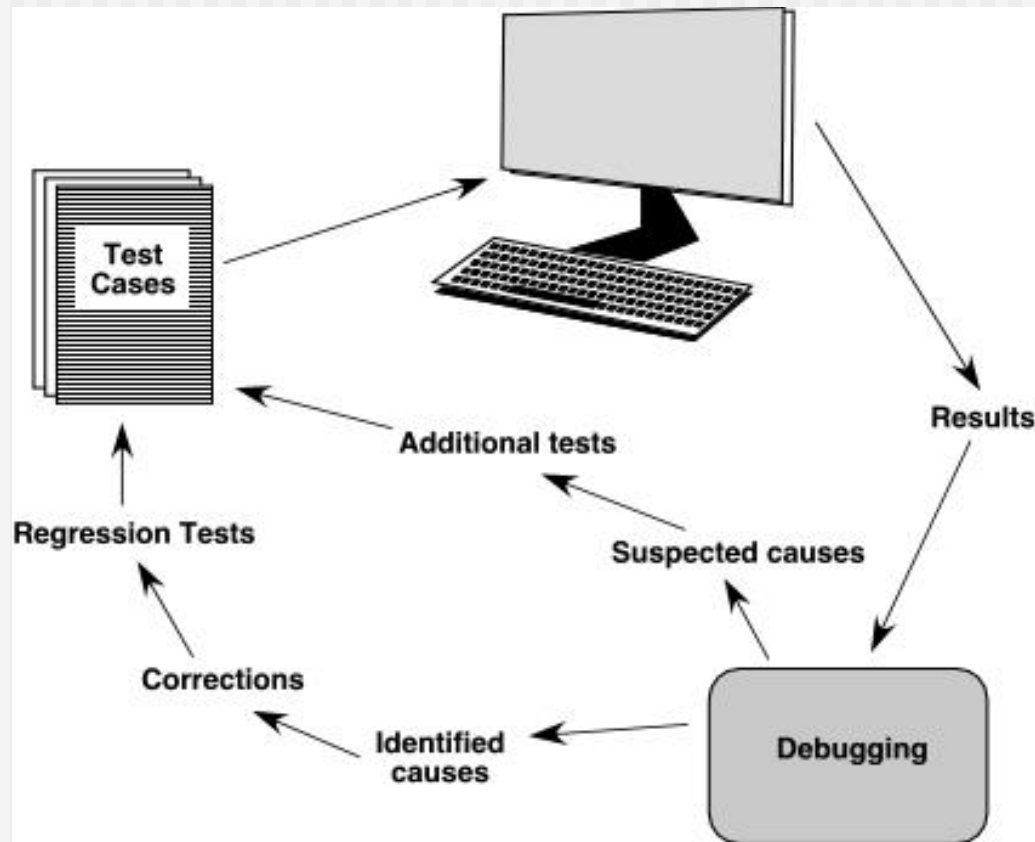 Test
Cases
Results
Additional tests
Regression Tests
Suspected causes
Corrections
Identified
causes
Debugging